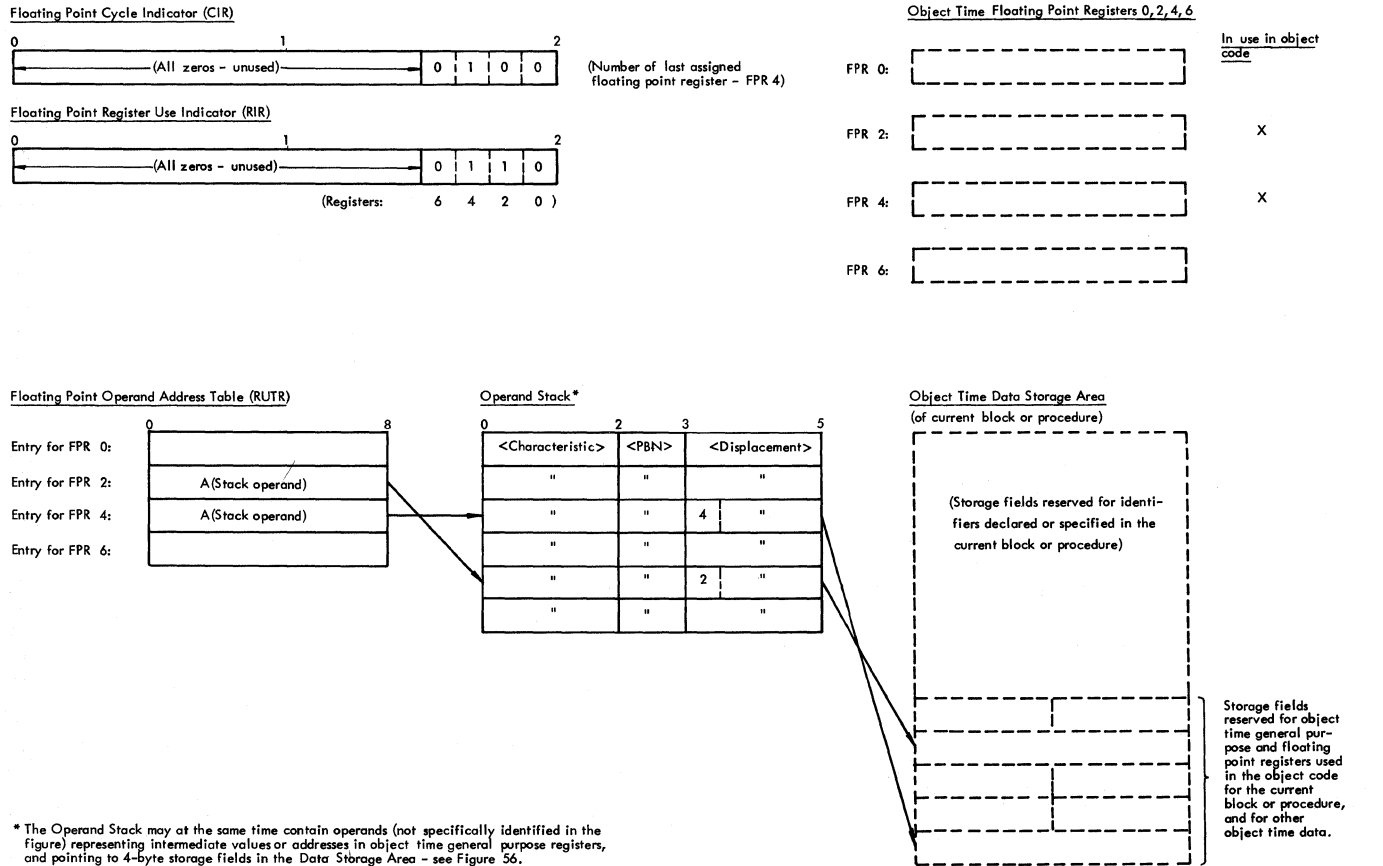 Floating Point Cycle Indicator (CIR)
0 1 2
(All zeros - unused) 0 1 0 0
(Number of last assigned
floating point register - FPR 4)
Floating Point Register Use Indicator (RIR)
0 1 2
(All zeros - unused) 0 1 1 0
(Registers: 6 4 2 0 )
Object Time Floating Point Registers 0,2,4,6
In use in object
code
FPR 0:
FPR 2: X
FPR 4: X
FPR 6:
Floating Point Operand Address Table (RUTR)
0 8
Entry for FPR 0:
Entry for FPR 2: A(Stack operand)
Entry for FPR 4: A(Stack operand)
Entry for FPR 6:
Operand Stack*
0 2 3 5
<Characteristic> <PBN> <Displacement>
" " "
" " 4 "
" " "
" " 2 "
" " "
Object Time Data Storage Area
(of current block or procedure)
(Storage fields reserved for identi-
fiers declared or specified in the
current block or procedure)
Storage fields
reserved for object
time general pur-
pose and floating
point registers used
in the object code
for the current
block or procedure,
and for other
object time data.
* The Operand Stack may at the same time contain operands (not specifically identified in the
figure) representing intermediate values or addresses in object time general purpose registers,
and pointing to 4-byte storage fields in the Data Storage Area - see Figure 56.